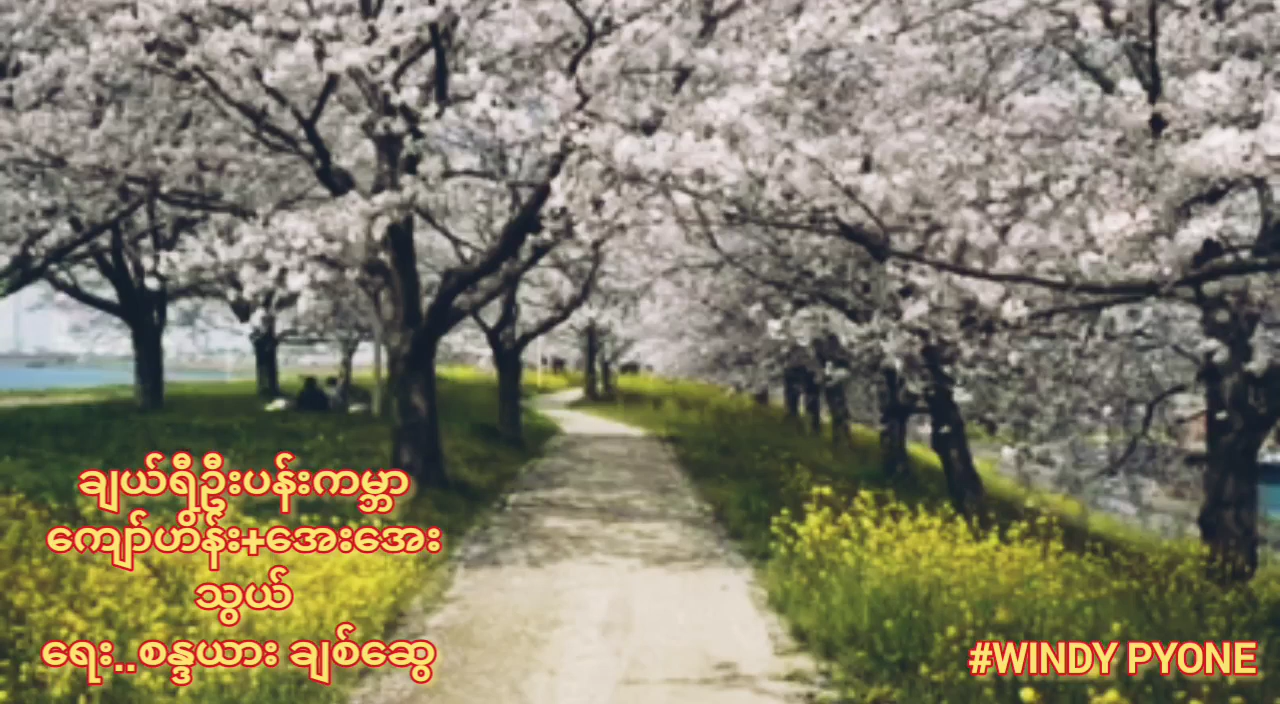 ချယ်ရီဦးပန်းကမ္ဘာ
ကျော်ဟိန်း+အေးအေး
သွယ်
ရေး..စန္ဒယား ချစ်ဆွေ
#WINDY PYONE